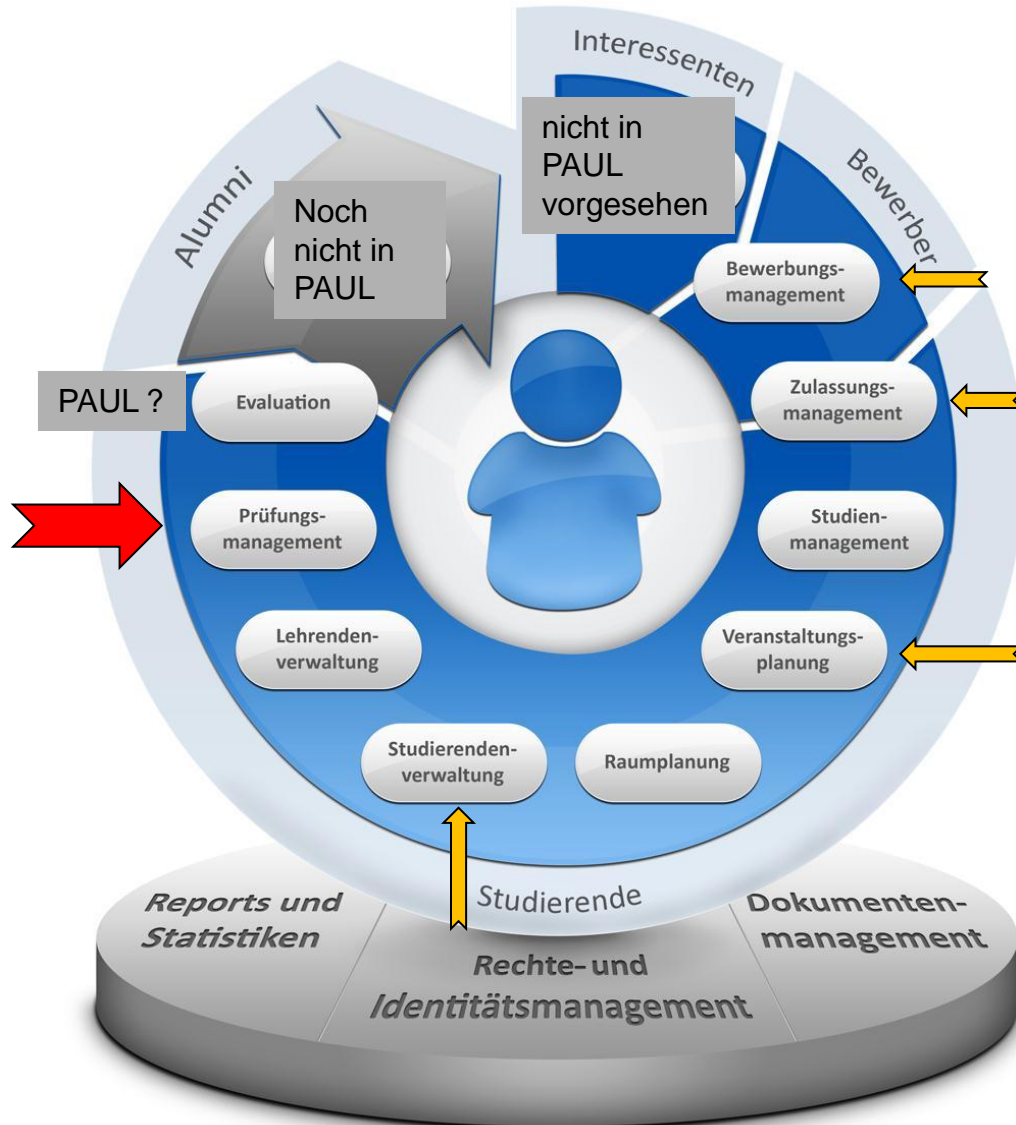 Interessenten
nicht in
PAUL
vorgesehen
Bewerber
Alumni
Noch
nicht in
PAUL
Bewerbungs-
management
PAUL ?
Evaluation
Zulassungs-
management
Prüfungs-
management
Studien-
management
Lehrenden-
verwaltung
Veranstaltungs-
planung
Studierenden-
verwaltung
Raumplanung
Studierende
Reports und
Statistiken
Rechte- und
Identitätsmanagement
Dokumenten-
management